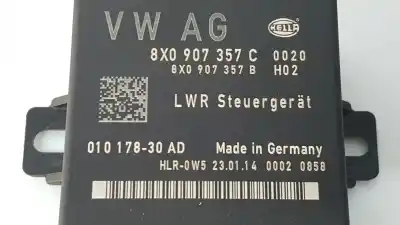 VW AG HELLA
8X0 907 357 C 0020
8X0 907 357 B H02
LWR Steuergerät
010 178-30 AD Made in Germany
HLR-0W5 23.01.14 0002 0858